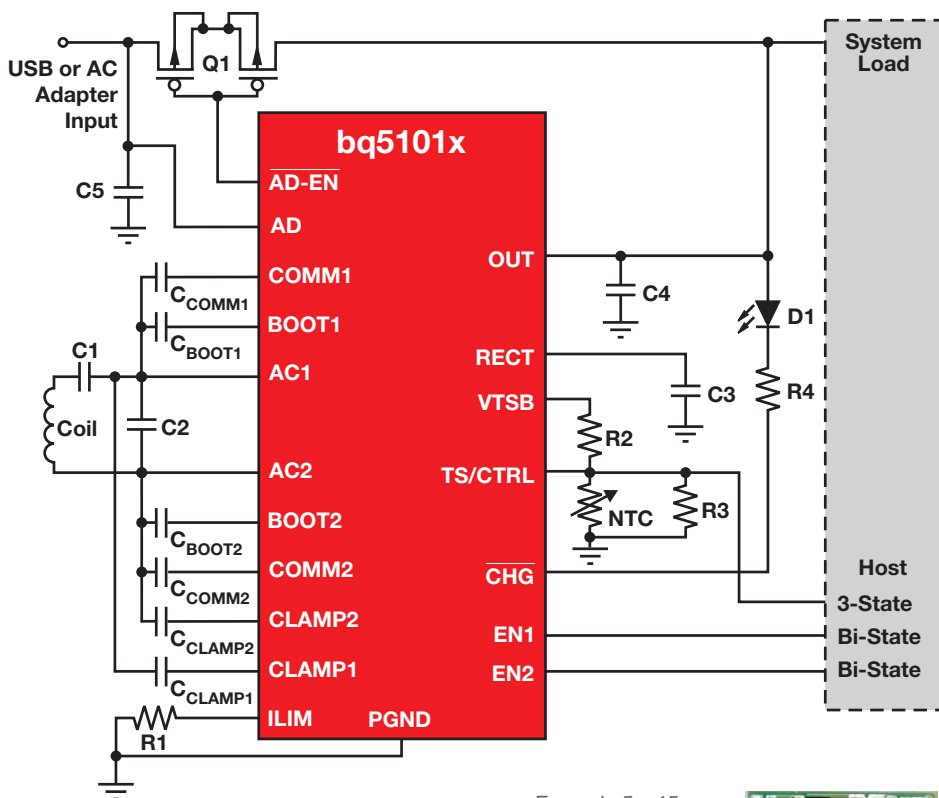 USB or AC
Adapter
Input
Q1
System
Load
bq5101x
C5
AD-EN
AD
COMM1
CCOMM1
BOOT1
CBOOT1
C1
AC1
Coil
C2
AC2
BOOT2
CBOOT2
COMM2
CCOMM2
CLAMP2
CCLAMP2
CLAMP1
CCLAMP1
ILIM
R1
PGND
OUT
C4
D1
RECT
C3
R4
VTSB
R2
TS/CTRL
NTC
R3
CHG
Host
3-State
EN1
Bi-State
EN2
Bi-State